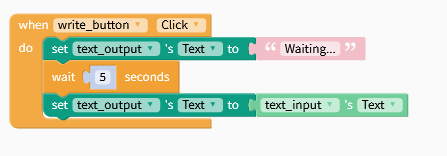 when write_button Click
do set text_output 's Text to “ Waiting... ”
wait 5 seconds
set text_output 's Text to text_input 's Text